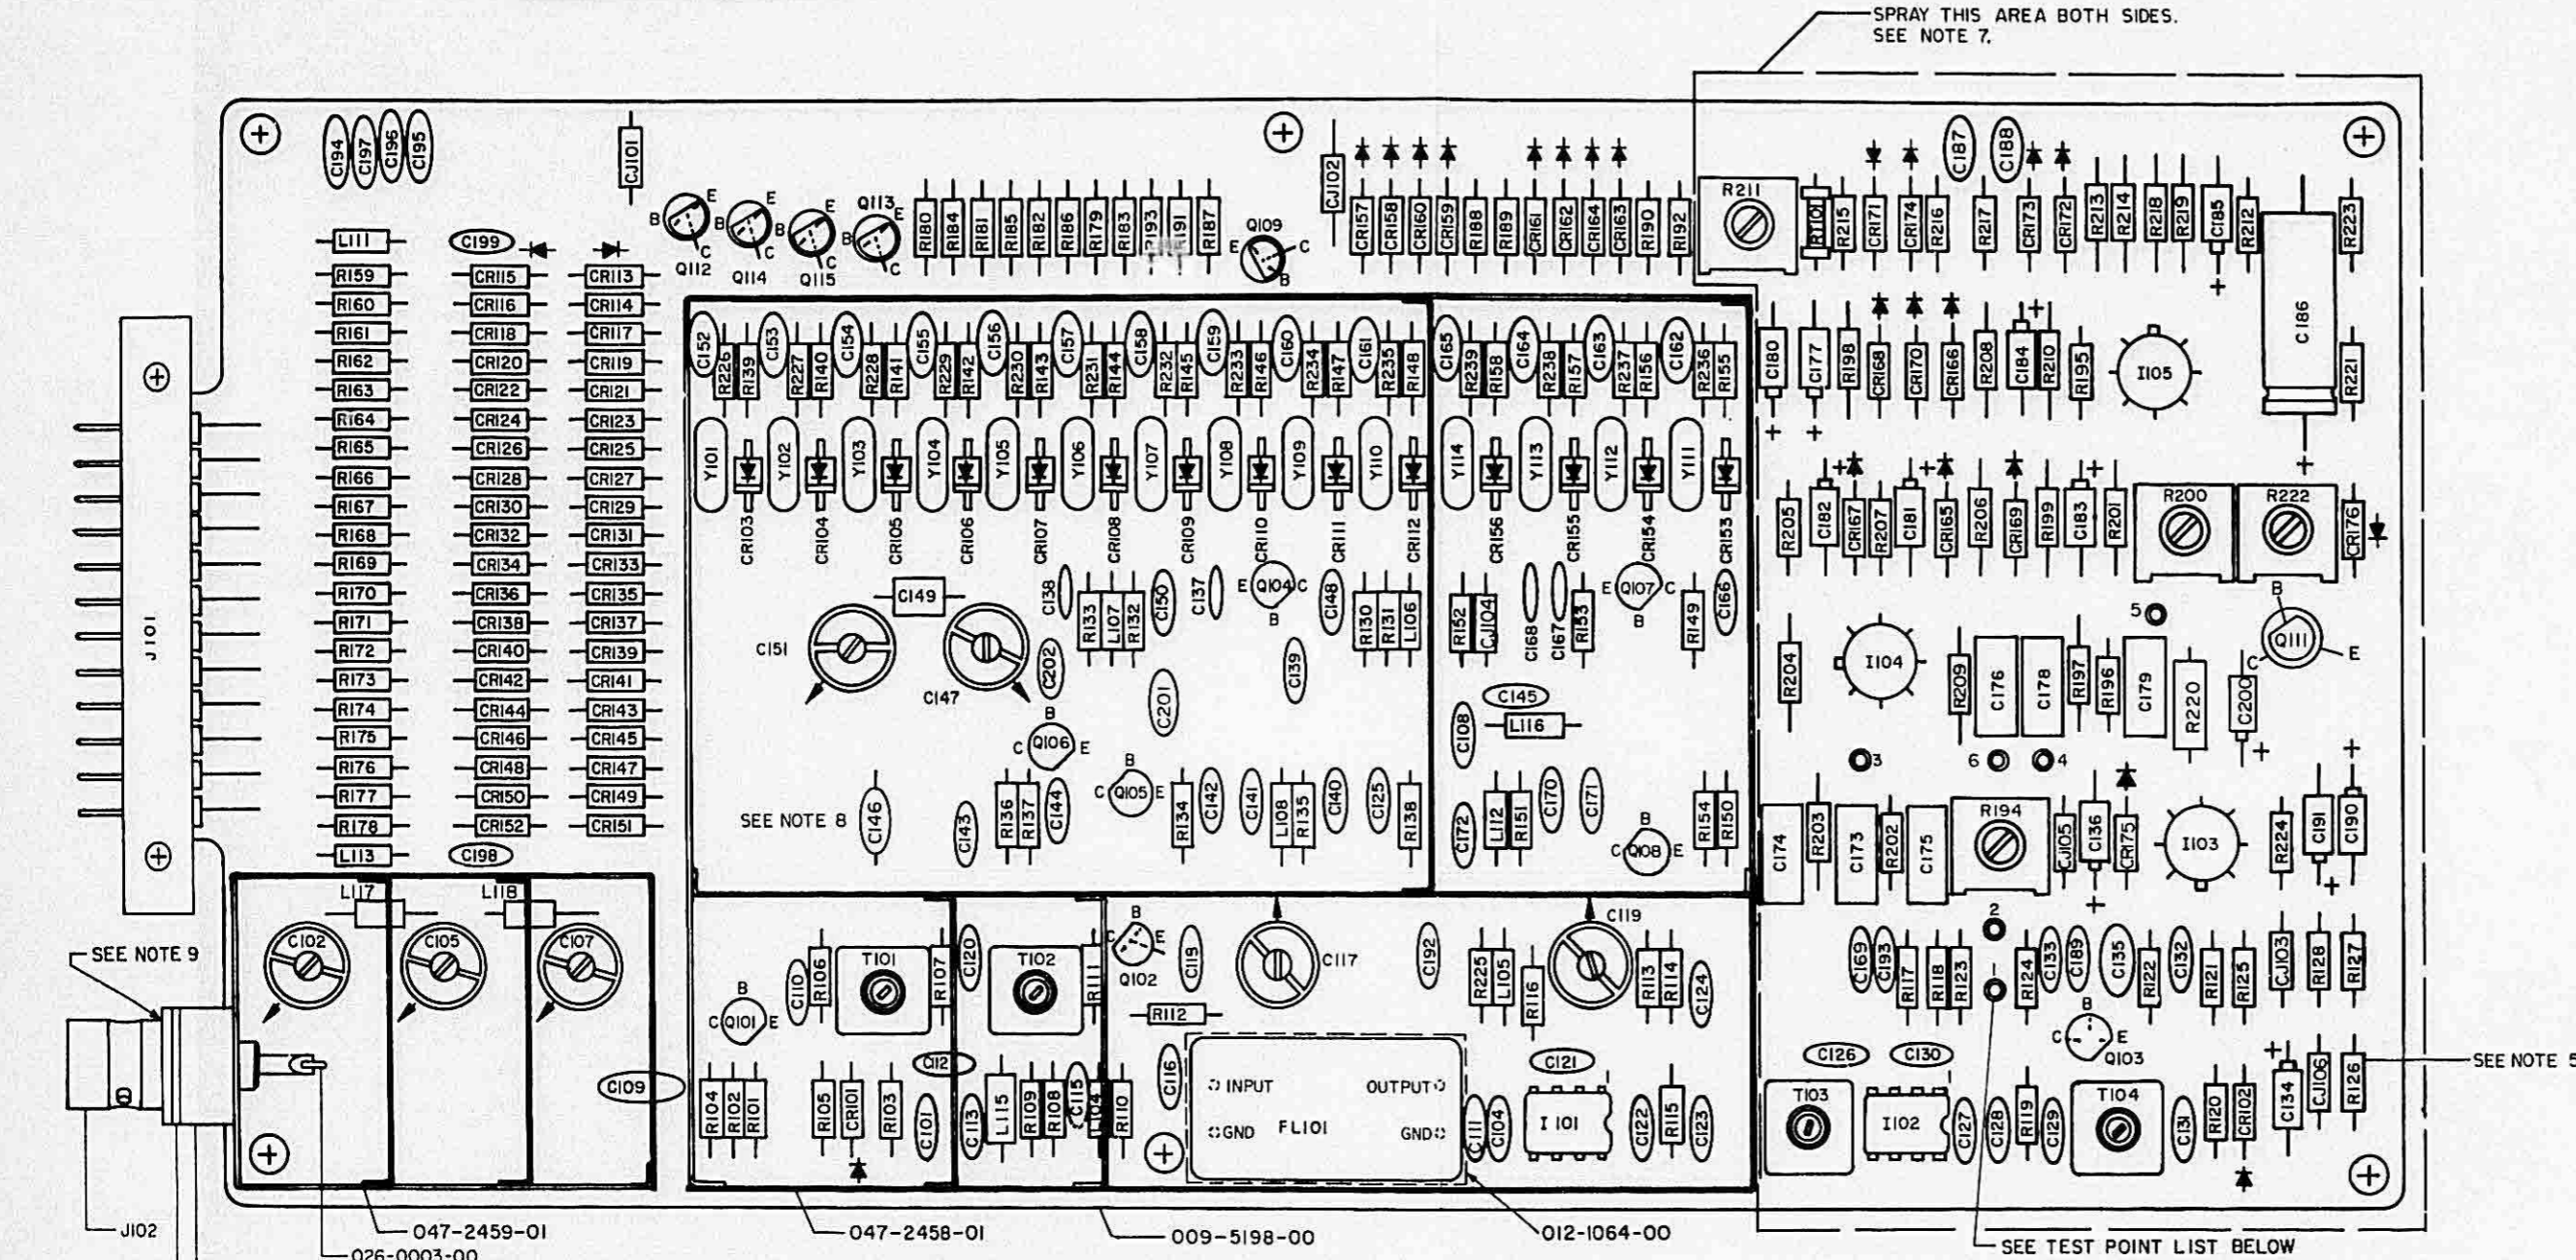 SPRAY THIS AREA BOTH SIDES.
SEE NOTE 7.
C194 C197 C196 C195
CJ101
B E C Q112
B E C Q114
B E C Q115
Q113 B E C
R180 R184 R181 R185 R182 R186 R179 R183 R193 R191 R187
Q109 E C B
CJ102
CR157 CR158 CR160 CR159 R188 R189 CR161 CR162 CR164 CR163 R190 R192
R211
R215 CR171 CR174 R216 C187 R217 C188 CR173 CR172 R213 R214 R218 R219 C185 + R212 C186 + R223
L111 C199
R159 CR115 CR113
R160 CR116 CR114
R161 CR118 CR117
R162 CR120 CR119
R163 CR122 CR121
R164 CR124 CR123
R165 CR126 CR125
R166 CR128 CR127
R167 CR130 CR129
R168 CR132 CR131
R169 CR134 CR133
R170 CR136 CR135
R171 CR138 CR137
R172 CR140 CR139
R173 CR142 CR141
R174 CR144 CR143
R175 CR146 CR145
R176 CR148 CR147
R177 CR150 CR149
R178 CR152 CR151
L113 C198
J101
C152 R226 R139 C153 R227 R140 C154 R228 R141 C155 R229 R142 C156 R230 R143 C157 R231 R144 C158 R232 R145 C159 R233 R146 C160 R234 R147 C161 R235 R148
C165 R239 R158 C164 R238 R157 C163 R237 R156 C162 R236 R155
C180 + C177 + R198 CR168 CR170 CR166 R208 C184 + R210 R195 I105 R221
Y101 Y102 Y103 Y104 Y105 Y106 Y107 Y108 Y109 Y110 Y114 Y113 Y112 Y111
CR103 CR104 CR105 CR106 CR107 CR108 CR109 CR110 CR111 CR112 CR156 CR155 CR154 CR153
R205 C182 + CR167 R207 C181 + CR165 R206 CR169 R199 C183 + R201 R200 R222 CR176
C151 C149 C147 C138 R133 L107 R132 C150 C137 E Q104 C B C148 R130 R131 L106
R152 CJ104 C168 C167 R153 E Q107 C B R149 C166
C202 C201 C139 C145 C108 L116
R204 I104 R209 C176 C178 R197 R196 5 C179 R220 C200 + B Q111 C E
3 6 4
B C Q106 E
B C Q105 E
SEE NOTE 8 C146 C143 R136 R137 C144 R134 C142 C141 L108 R135 C140 C125 R138
C172 L112 R151 C170 C171 B C Q108 E R154 R150
C174 R203 C173 R202 C175 R194 CJ105 C136 + CR175 I103 R224 C191 + C190 +
L117 L118
C102 C105 C107
SEE NOTE 9
B C Q101 E C110 R106 T101 R107 C120 T102 R111
B C E Q102 C118 C117 C192 R225 L105 R116 C119 R113 R114 C124
R112
C169 C193 R117 R118 R123 2 1 R124 C133 C189 C135 R122 C132 R121 R125 CJ103 R128 R127
B C E Q103
C109 R104 R102 R101 R105 CR101 R103 C101 C112 C113 L115 R109 R108 C115 L104 R110 C116
INPUT OUTPUT
GND FL101 GND
C111 C104 C121 I 101 C122 R115 C123
C126 C130 T103 I102 C127 C128 R119 C129 T104 C131 R120 CR102 C134 + CJ106 R126
SEE NOTE 5
J102
047-2459-01
026-0003-00
047-2458-01
009-5198-00
012-1064-00
SEE TEST POINT LIST BELOW